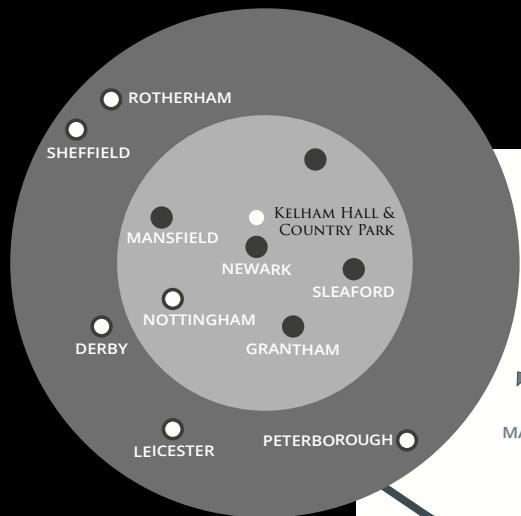 ROTHERHAM
SHEFFIELD
KELHAM HALL &
COUNTRY PARK
MANSFIELD
NEWARK
SLEAFORD
NOTTINGHAM
DERBY
GRANTHAM
LEICESTER
PETERBOROUGH